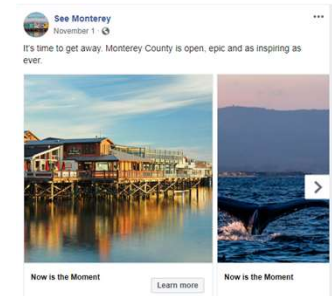 See Monterey
November 1 ·
It's time to get away. Monterey County is open, epic and as inspiring as
ever.
Now is the Moment
Learn more
Now is the Moment